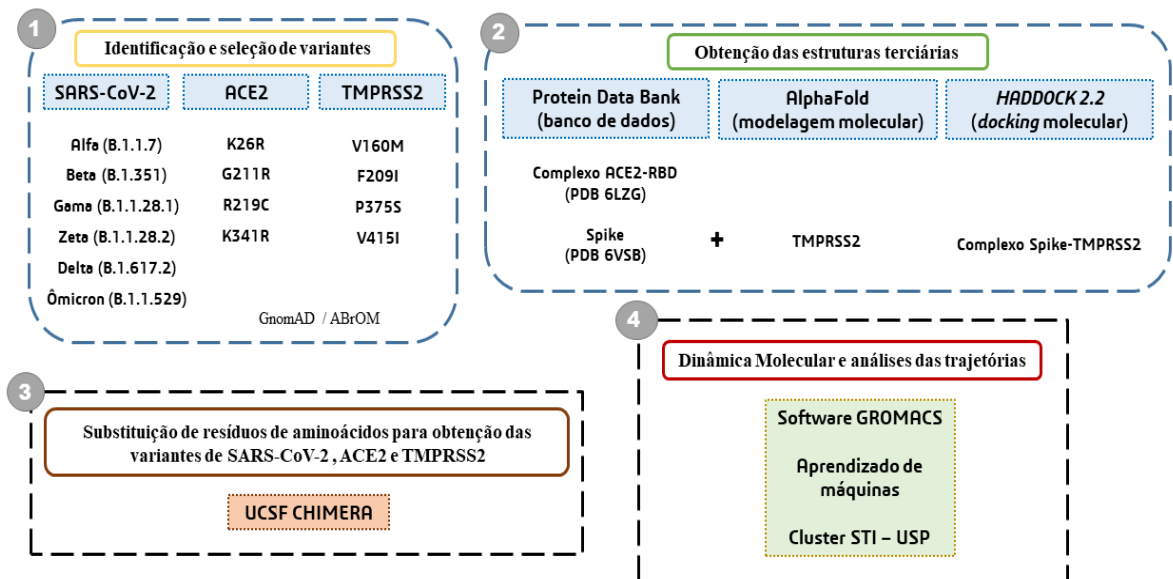 1
Identificação e seleção de variantes
SARS-CoV-2
ACE2
TMPRSS2
Alfa (B.1.1.7)
K26R
V160M
Beta (B.1.351)
G211R
F209I
Gama (B.1.1.28.1)
R219C
P375S
Zeta (B.1.1.28.2)
K341R
V415I
Delta (B.1.617.2)
Ômicron (B.1.1.529)
GnomAD / ABrOM
2
Obtenção das estruturas terciárias
Protein Data Bank
(banco de dados)
AlphaFold
(modelagem molecular)
HADDOCK 2.2
(docking molecular)
Complexo ACE2-RBD
(PDB 6LZG)
Spike
(PDB 6VSB)
+
TMPRSS2
Complexo Spike-TMPRSS2
3
Substituição de resíduos de aminoácidos para obtenção das
variantes de SARS-CoV-2 , ACE2 e TMPRSS2
UCSF CHIMERA
4
Dinâmica Molecular e análises das trajetórias
Software GROMACS
Aprendizado de
máquinas
Cluster STI – USP